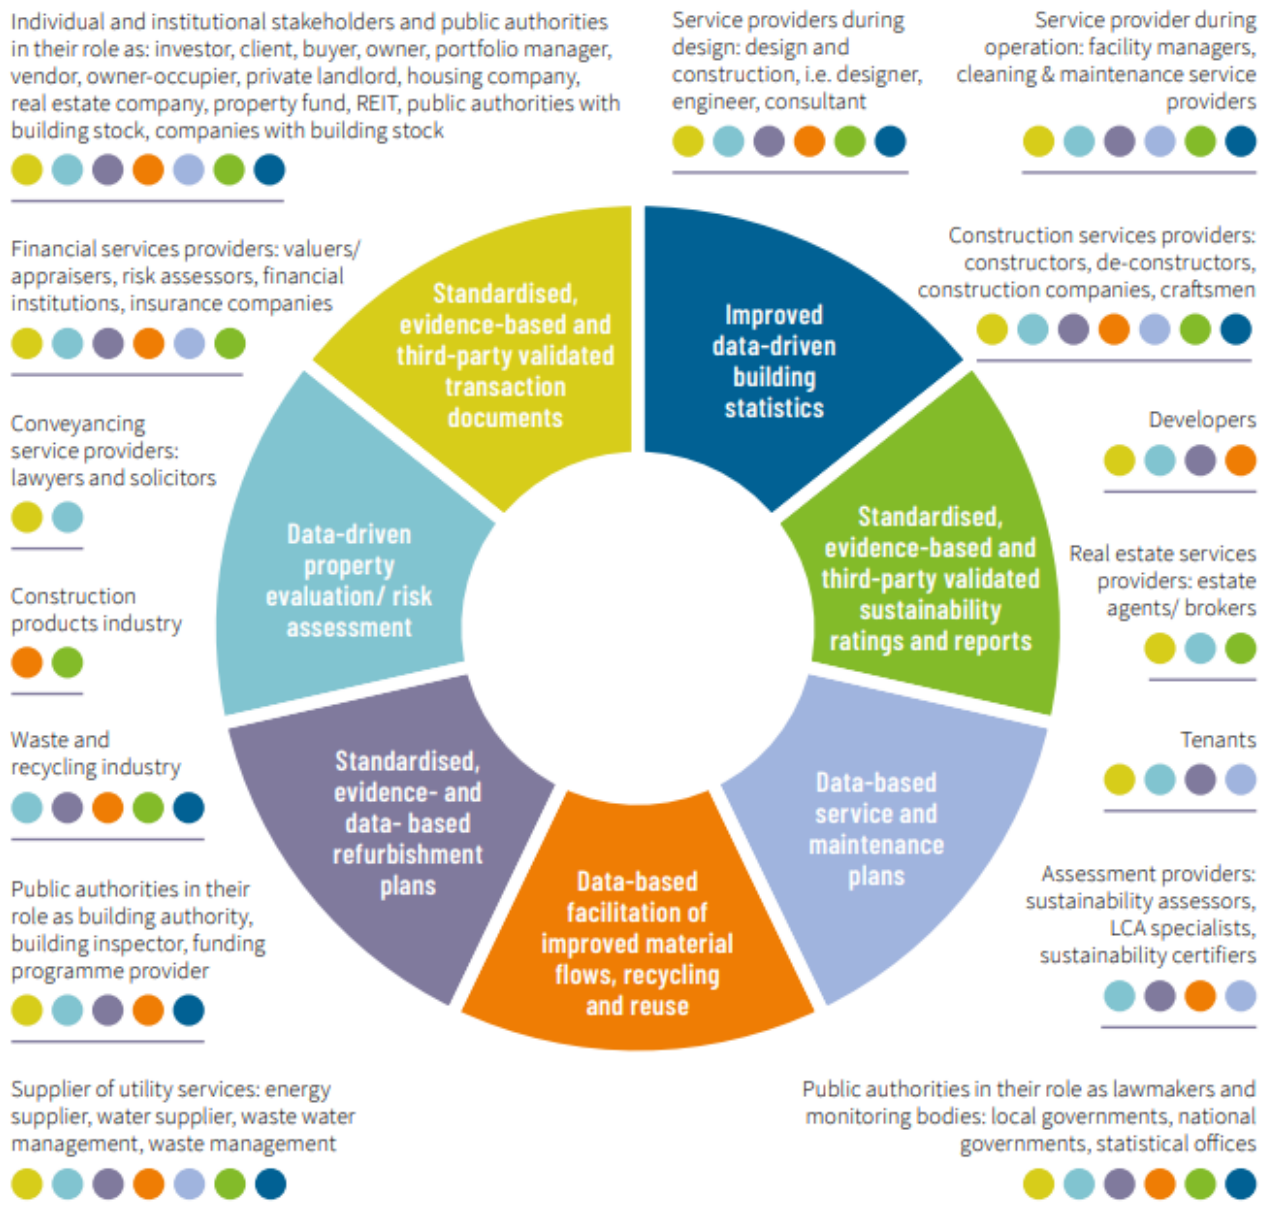 Individual and institutional stakeholders and public authorities
in their role as: investor, client, buyer, owner, portfolio manager,
vendor, owner-occupier, private landlord, housing company,
real estate company, property fund, REIT, public authorities with
building stock, companies with building stock
Service providers during
design: design and
construction, i.e. designer,
engineer, consultant
Service provider during
operation: facility managers,
cleaning & maintenance service
providers
Financial services providers: valuers/
appraisers, risk assessors, financial
institutions, insurance companies
Construction services providers:
constructors, de-constructors,
construction companies, craftsmen
Conveyancing
service providers:
lawyers and solicitors
Developers
Construction
products industry
Real estate services
providers: estate
agents/ brokers
Waste and
recycling industry
Tenants
Public authorities in their
role as building authority,
building inspector, funding
programme provider
Assessment providers:
sustainability assessors,
LCA specialists,
sustainability certifiers
Supplier of utility services: energy
supplier, water supplier, waste water
management, waste management
Public authorities in their role as lawmakers and
monitoring bodies: local governments, national
governments, statistical offices
Standardised,
evidence-based and
third-party validated
transaction
documents
Improved
data-driven
building
statistics
Standardised,
evidence-based and
third-party validated
sustainability
ratings and reports
Data-based
service and
maintenance
plans
Data-based
facilitation of
improved material
flows, recycling
and reuse
Standardised,
evidence- and
data- based
refurbishment
plans
Data-driven
property
evaluation/ risk
assessment